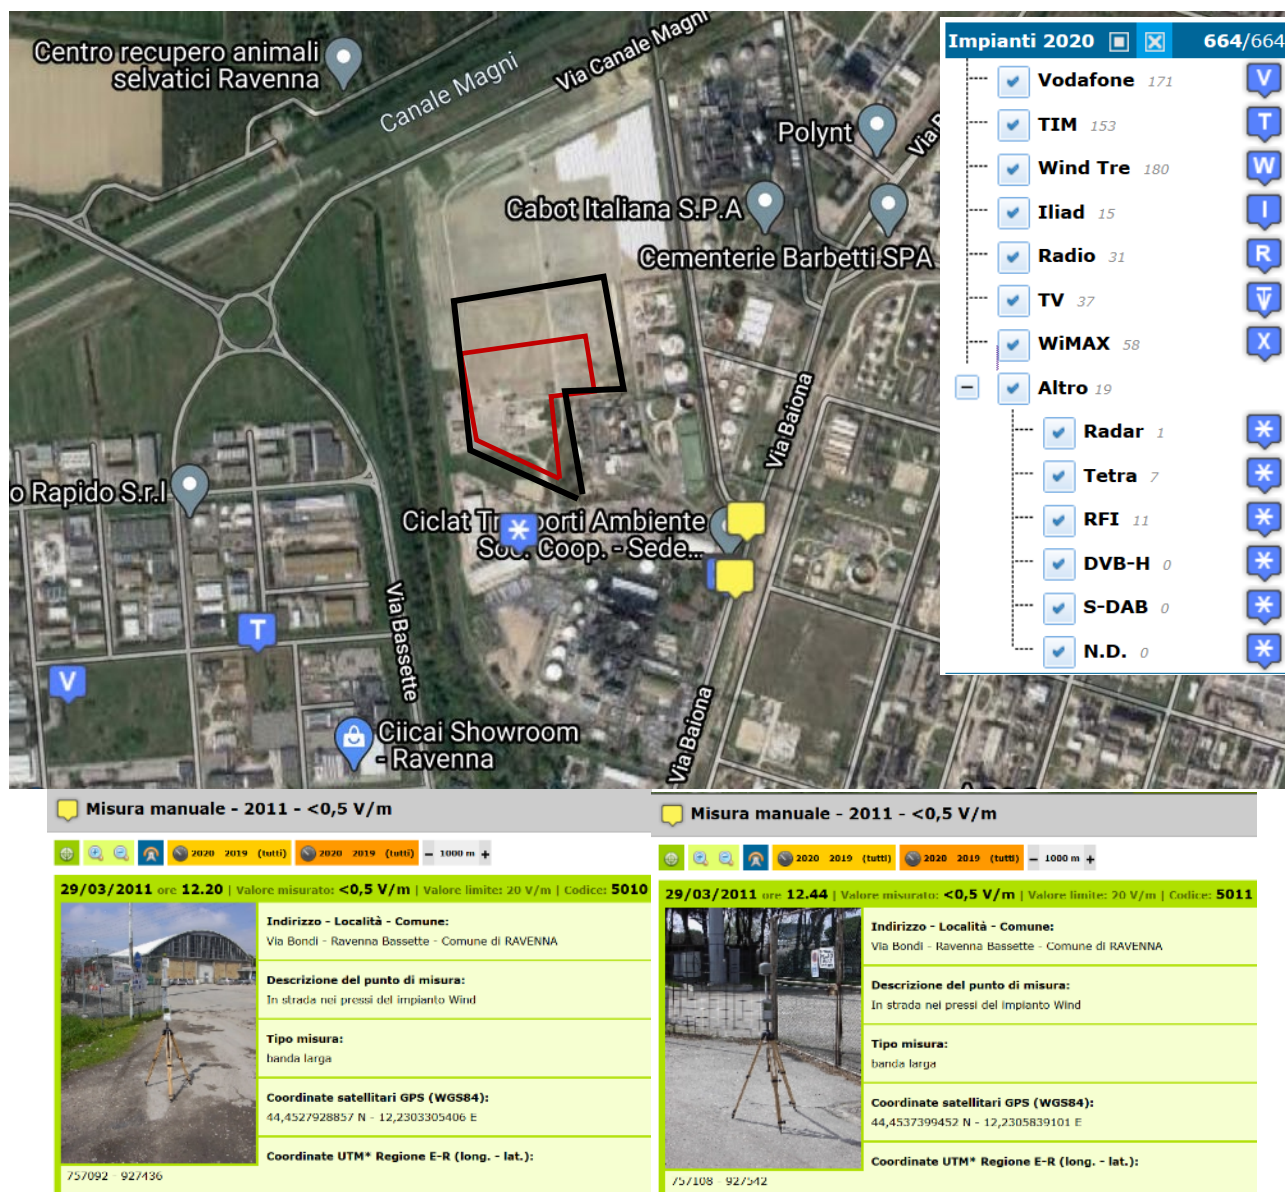 Centro recupero animali
selvatici Ravenna
Canale Magni
Via Canale Magni
Polynt
Cabot Italiana S.P.A
Cementerie Barbetti SPA
Via Baiona
o Rapido S.r.l
Ciclat Trasporti Ambiente
Soc. Coop. - Sede...
T
V
Via Bassette
Ciicai Showroom
- Ravenna
Via Baiona
Impianti 2020 664/664
Vodafone 171 V
TIM 153 T
Wind Tre 180 W
Iliad 15 I
Radio 31 R
TV 37
WiMAX 58 X
Altro 19
Radar 1
Tetra 7
RFI 11
DVB-H 0
S-DAB 0
N.D. 0
Misura manuale - 2011 - <0,5 V/m
2020 2019 (tutti) 2020 2019 (tutti) − 1000 m +
29/03/2011 ore 12.20 | Valore misurato: <0,5 V/m | Valore limite: 20 V/m | Codice: 5010
Indirizzo - Località - Comune:
Via Bondi - Ravenna Bassette - Comune di RAVENNA
Descrizione del punto di misura:
In strada nei pressi del impianto Wind
Tipo misura:
banda larga
Coordinate satellitari GPS (WGS84):
44,4527928857 N - 12,2303305406 E
Coordinate UTM* Regione E-R (long. - lat.):
757092 - 927436
Misura manuale - 2011 - <0,5 V/m
2020 2019 (tutti) 2020 2019 (tutti) − 1000 m +
29/03/2011 ore 12.44 | Valore misurato: <0,5 V/m | Valore limite: 20 V/m | Codice: 5011
Indirizzo - Località - Comune:
Via Bondi - Ravenna Bassette - Comune di RAVENNA
Descrizione del punto di misura:
In strada nei pressi del impianto Wind
Tipo misura:
banda larga
Coordinate satellitari GPS (WGS84):
44,4537399452 N - 12,2305839101 E
Coordinate UTM* Regione E-R (long. - lat.):
757108 - 927542